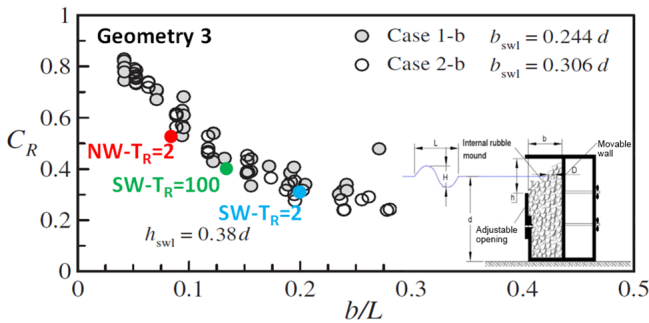 Geometry 3
Case 1-b b_swl = 0.244 d
Case 2-b b_swl = 0.306 d
1
0.8
0.6
0.4
0.2
0
C_R
NW-T_R=2
SW-T_R=100
SW-T_R=2
h_swl = 0.38d
L
H
d
h
b
D
Internal rubble
mound
Movable
wall
Adjustable
opening
0 0.1 0.2 0.3 0.4 0.5
b/L